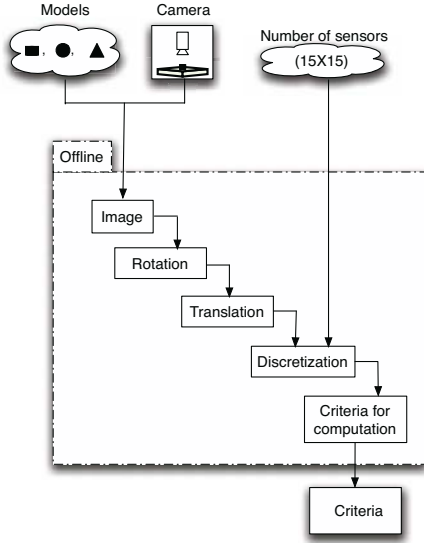 Models
Camera
Number of sensors
(15X15)
Offline
Image
Rotation
Translation
Discretization
Criteria for
computation
Criteria